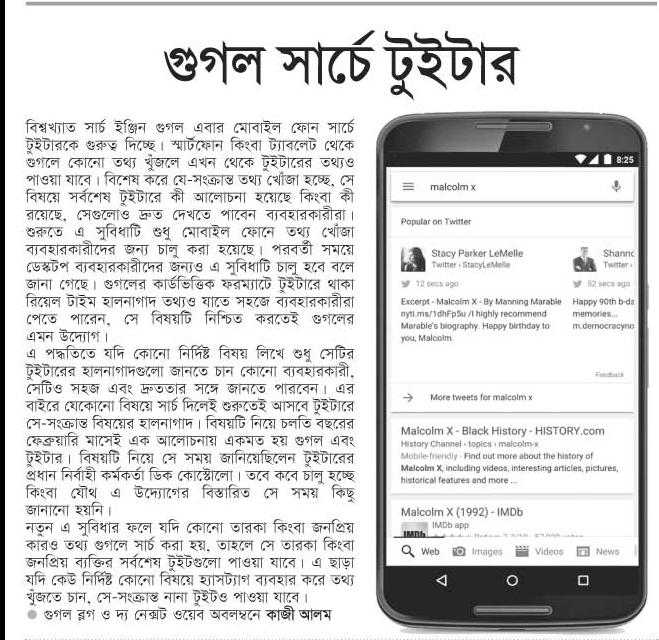 গুগল সার্চে টুইটার
বিশ্বখ্যাত সার্চ ইঞ্জিন গুগল এবার মোবাইল ফোন সার্চে
টুইটারকে গুরুত্ব দিচ্ছে। স্মার্টফোন কিংবা ট্যাবলেট থেকে
গুগলে কোনো তথ্য খুঁজলে এখন থেকে টুইটারের তথ্যও
পাওয়া যাবে। বিশেষ করে যে-সংক্রান্ত তথ্য খোঁজা হচ্ছে, সে
বিষয়ে সর্বশেষ টুইটারে কী আলোচনা হয়েছে কিংবা কী
রয়েছে, সেগুলোও দ্রুত দেখতে পাবেন ব্যবহারকারীরা।
শুরুতে এ সুবিধাটি শুধু মোবাইল ফোনে তথ্য খোঁজা
ব্যবহারকারীদের জন্য চালু করা হয়েছে। পরবর্তী সময়ে
ডেস্কটপ ব্যবহারকারীদের জন্যও এ সুবিধাটি চালু হবে বলে
জানা গেছে। গুগলের কার্ডভিত্তিক ফরম্যাটে টুইটারে থাকা
রিয়েল টাইম হালনাগাদ তথ্যও যাতে সহজে ব্যবহারকারীরা
পেতে পারেন, সে বিষয়টি নিশ্চিত করতেই গুগলের
এমন উদ্যোগ।
এ পদ্ধতিতে যদি কোনো নির্দিষ্ট বিষয় লিখে শুধু সেটির
টুইটারের হালনাগাদগুলো জানতে চান কোনো ব্যবহারকারী,
সেটিও সহজ এবং দ্রুততার সঙ্গে জানতে পারবেন। এর
বাইরে যেকোনো বিষয়ে সার্চ দিলেই শুরুতেই আসবে টুইটারে
সে-সংক্রান্ত বিষয়ের হালনাগাদ। বিষয়টি নিয়ে চলতি বছরের
ফেব্রুয়ারি মাসেই এক আলোচনায় একমত হয় গুগল এবং
টুইটার। বিষয়টি নিয়ে সে সময় জানিয়েছিলেন টুইটারের
প্রধান নির্বাহী কর্মকর্তা ডিক কোস্টোলো। তবে কবে চালু হচ্ছে
কিংবা যৌথ এ উদ্যোগের বিস্তারিত সে সময় কিছু
জানানো হয়নি।
নতুন এ সুবিধার ফলে যদি কোনো তারকা কিংবা জনপ্রিয়
কারও তথ্য গুগলে সার্চ করা হয়, তাহলে সে তারকা কিংবা
জনপ্রিয় ব্যক্তির সর্বশেষ টুইটগুলো পাওয়া যাবে। এ ছাড়া
যদি কেউ নির্দিষ্ট কোনো বিষয়ে হ্যাসট্যাগ ব্যবহার করে তথ্য
খুঁজতে চান, সে-সংক্রান্ত নানা টুইটও পাওয়া যাবে।
● গুগল ব্লগ ও দ্য নেক্সট ওয়েব অবলম্বনে কাজী আলম
8:25
malcolm x
Popular on Twitter
Stacy Parker LeMelle
Twitter › StacyLeMelle
12 secs ago
Excerpt - Malcolm X - By Manning Marable
nyti.ms/1dhFp5u /I highly recommend
Marable's biography. Happy birthday to
you, Malcolm.
Shanno
Twitter ›
52 secs ago
Happy 90th b-da
memories...
m.democracyno
Feedback
→ More tweets for malcolm x
Malcolm X - Black History - HISTORY.com
History Channel › topics › malcolm-x
Mobile-friendly - Find out more about the history of
Malcolm X, including videos, interesting articles, pictures,
historical features and more ...
Malcolm X (1992) - IMDb
IMDb
IMDb app
Web Images Videos News